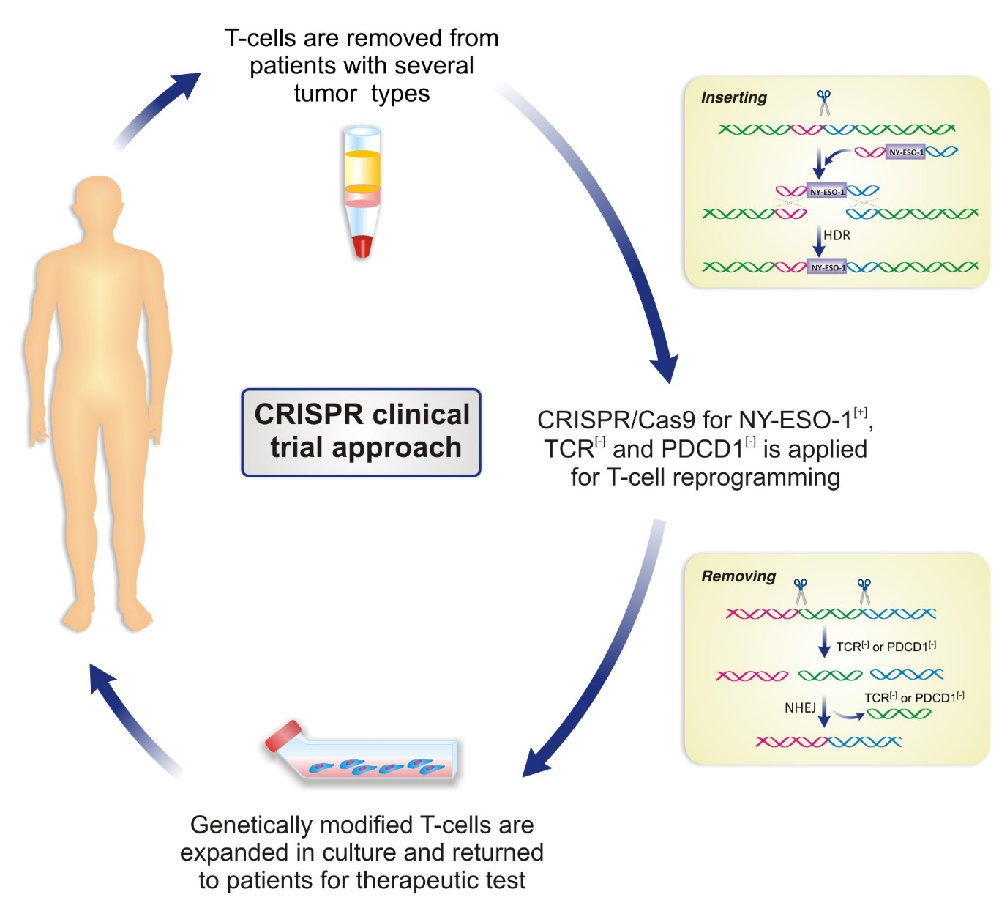 T-cells are removed from
patients with several
tumor types
Inserting
NY-ESO-1
NY-ESO-1
HDR
NY-ESO-1
CRISPR clinical
trial approach
CRISPR/Cas9 for NY-ESO-1[+],
TCR[-] and PDCD1[-] is applied
for T-cell reprogramming
Removing
TCR[-] or PDCD1[-]
TCR[-] or PDCD1[-]
NHEJ
Genetically modified T-cells are
expanded in culture and returned
to patients for therapeutic test